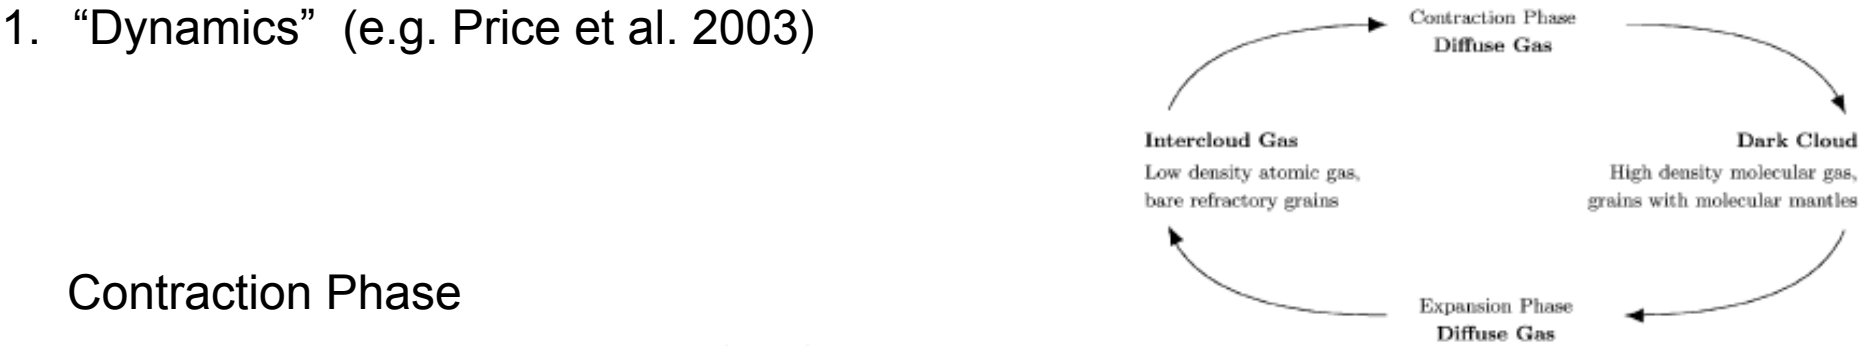 1. “Dynamics” (e.g. Price et al. 2003)
Contraction Phase
Diffuse Gas
Intercloud Gas
Low density atomic gas,
bare refractory grains
Dark Cloud
High density molecular gas,
grains with molecular mantles
Contraction Phase
Expansion Phase
Diffuse Gas